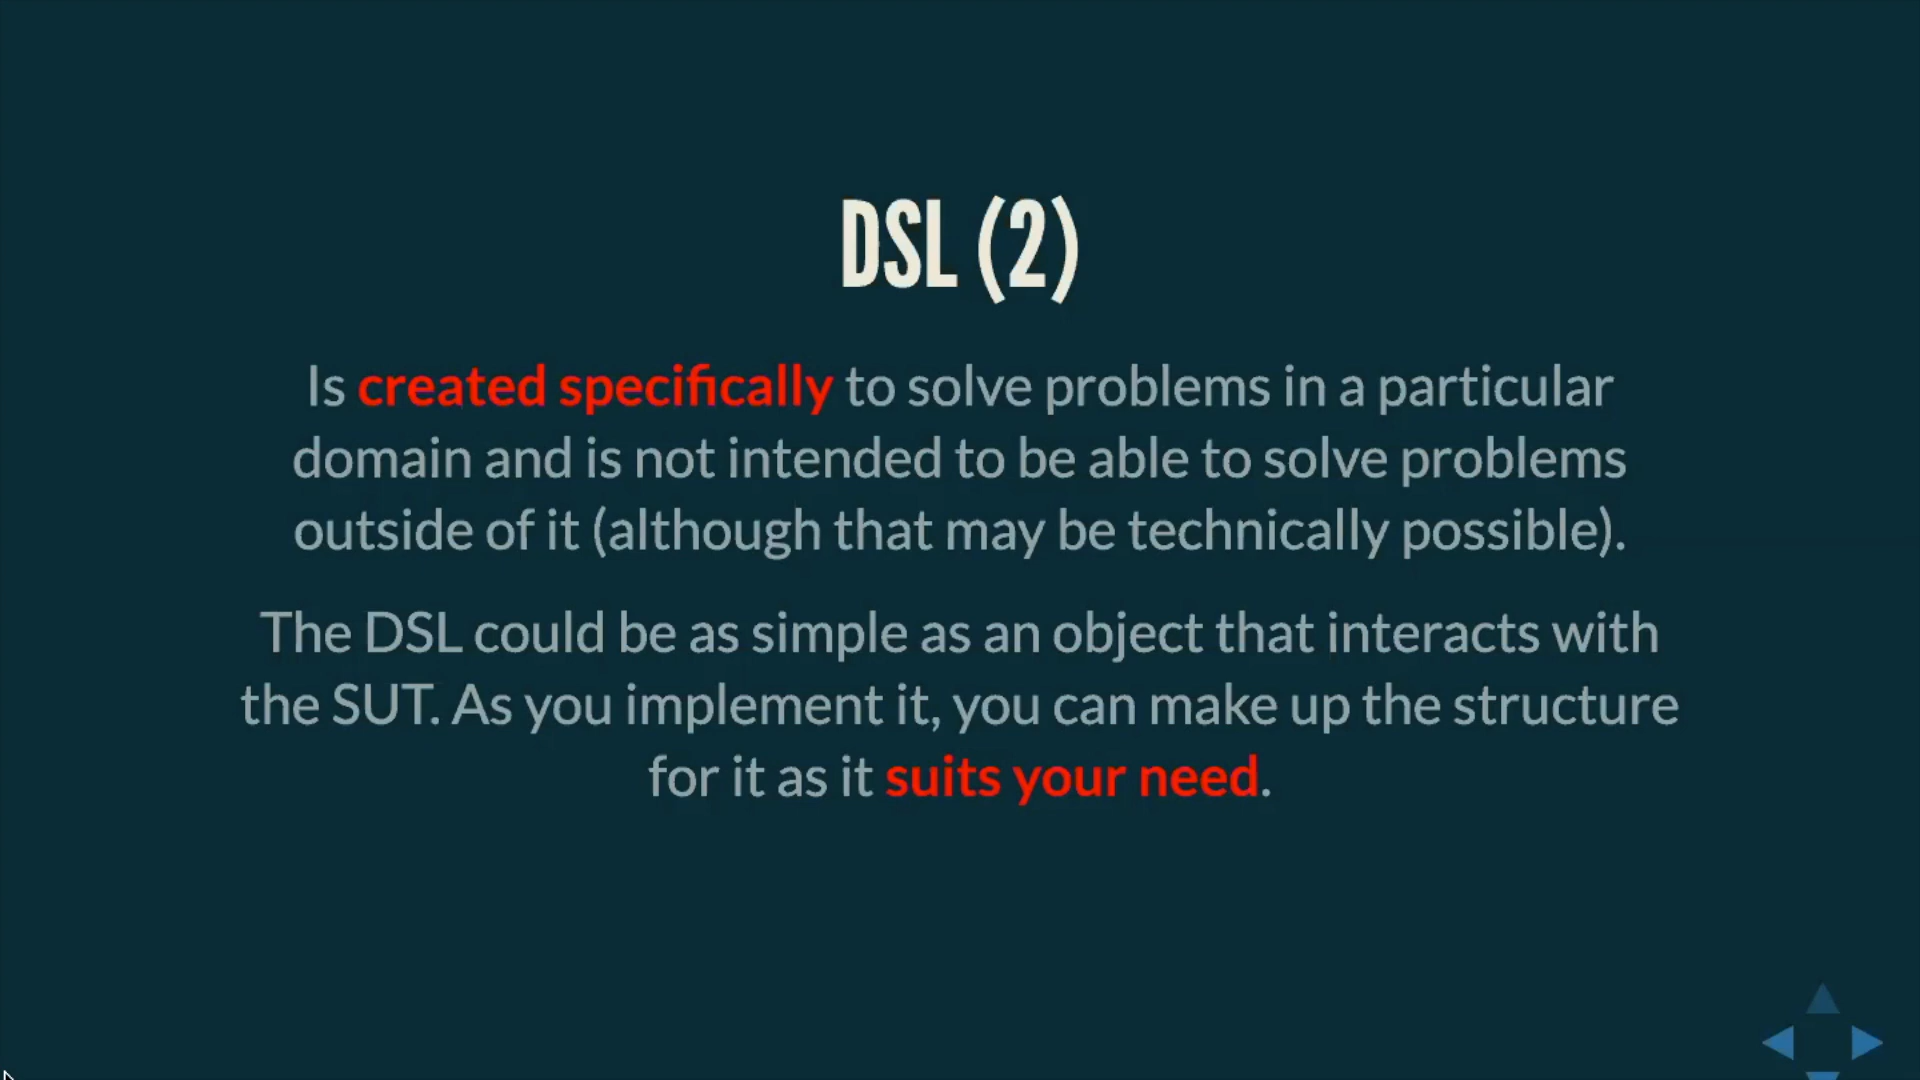 DSL (2)
Is created specifically to solve problems in a particular
domain and is not intended to be able to solve problems
outside of it (although that may be technically possible).
The DSL could be as simple as an object that interacts with
the SUT. As you implement it, you can make up the structure
for it as it suits your need.